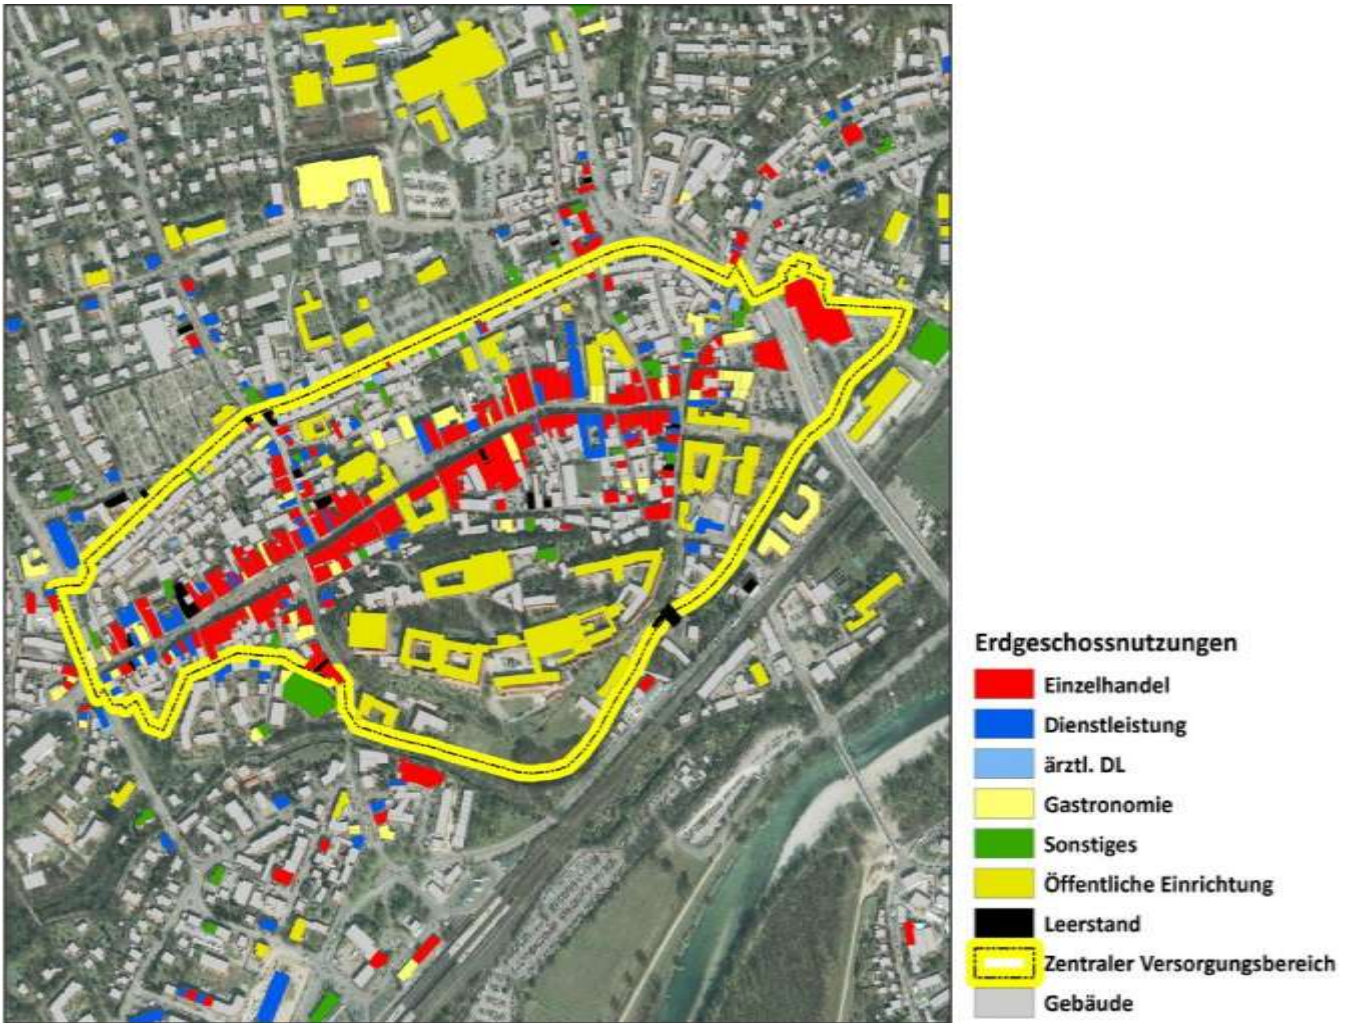 Erdgeschossnutzungen
Einzelhandel
Dienstleistung
ärztl. DL
Gastronomie
Sonstiges
Öffentliche Einrichtung
Leerstand
Zentraler Versorgungsbereich
Gebäude